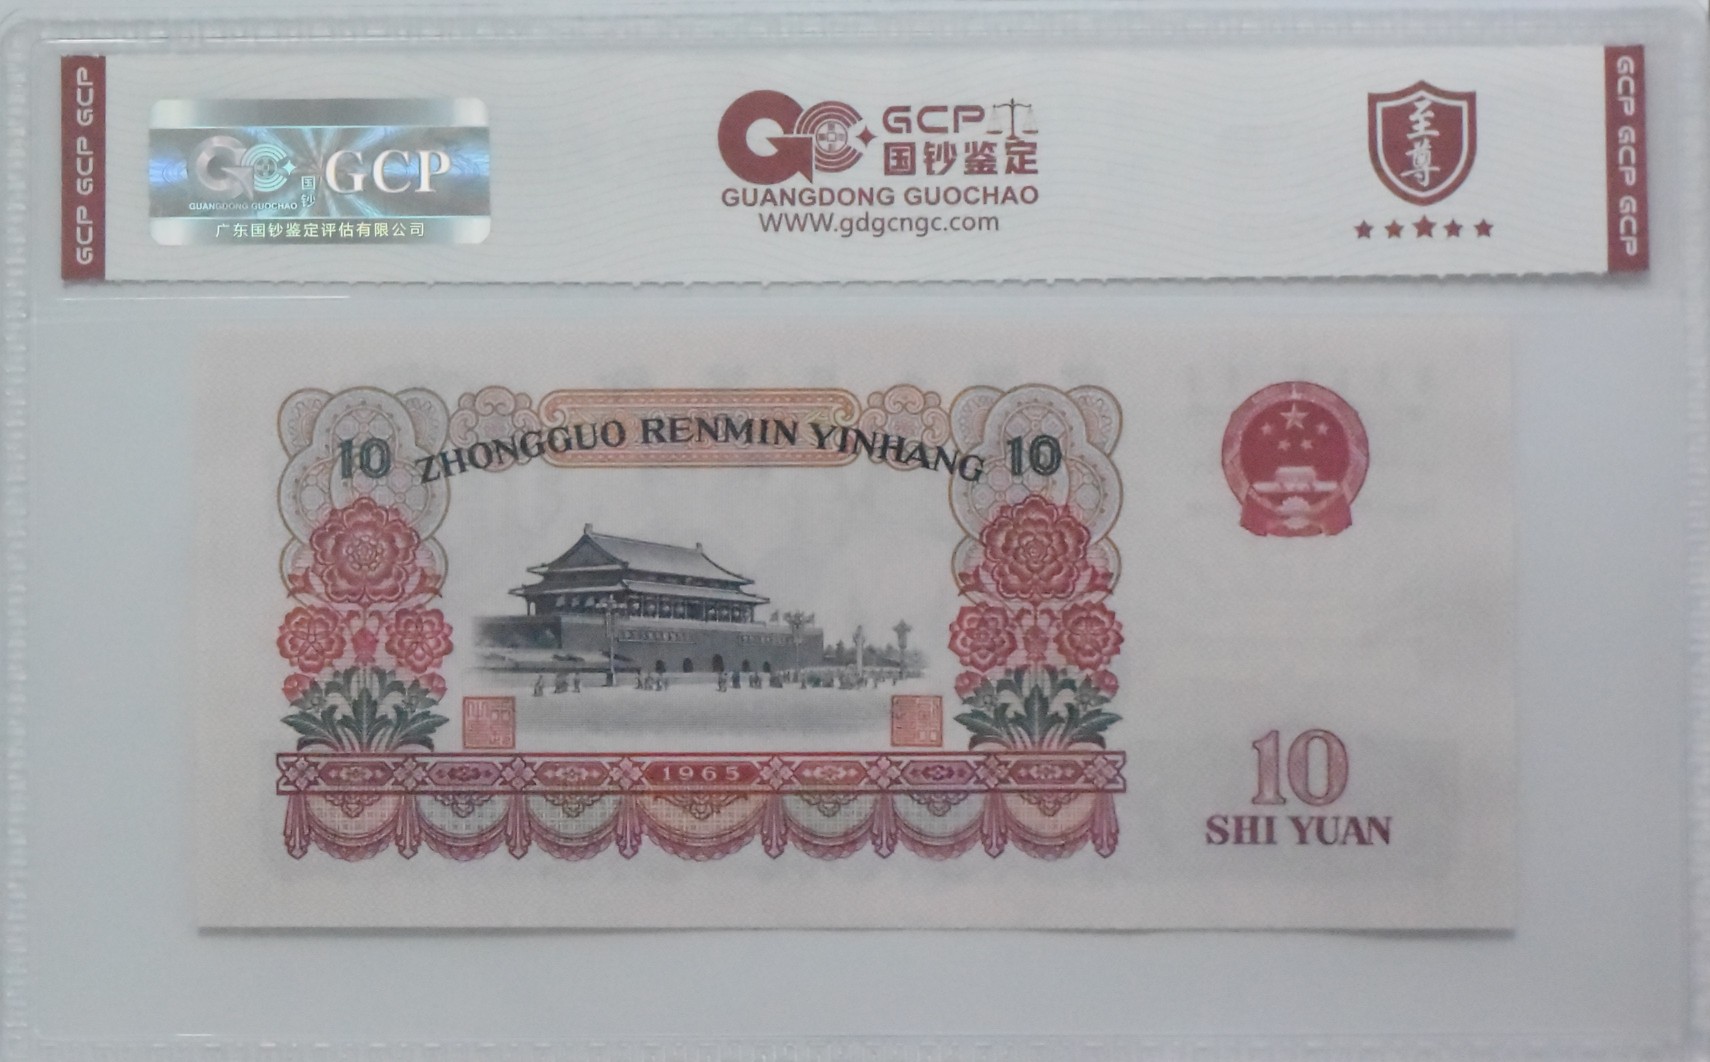 GCP GCP GCP
GCP
GUANGDONG GUOCHAO
国钞
广东国钞鉴定评估有限公司
GCP
国钞鉴定
GUANGDONG GUOCHAO
WWW.gdgcngc.com
至尊
GCP GCP GCP GCP
10 ZHONGGUO RENMIN YINHANG 10
1965
10
SHI YUAN